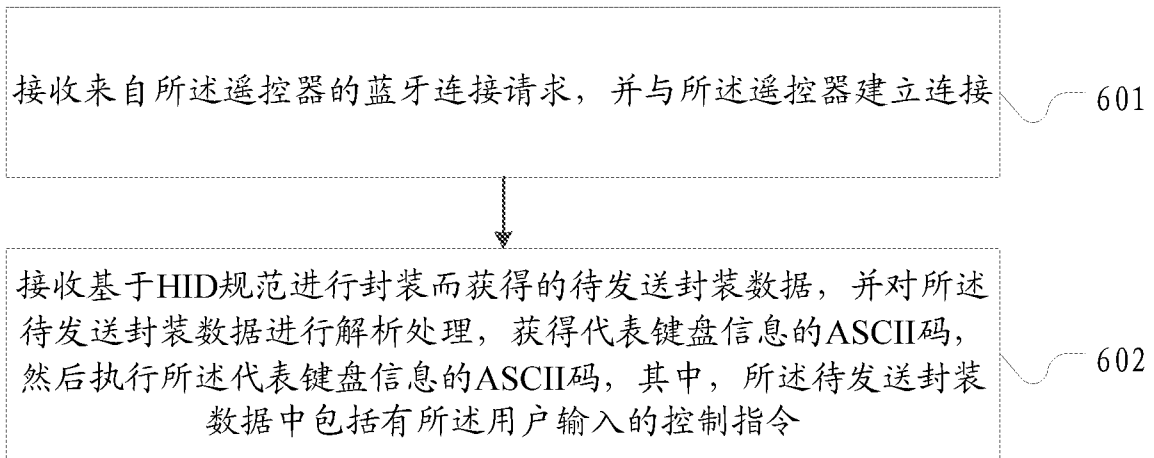 接收来自所述遥控器的蓝牙连接请求，并与所述遥控器建立连接
601
接收基于HID规范进行封装而获得的待发送封装数据，并对所述
待发送封装数据进行解析处理，获得代表键盘信息的ASCII码，
然后执行所述代表键盘信息的ASCII码，其中，所述待发送封装
数据中包括有所述用户输入的控制指令
602